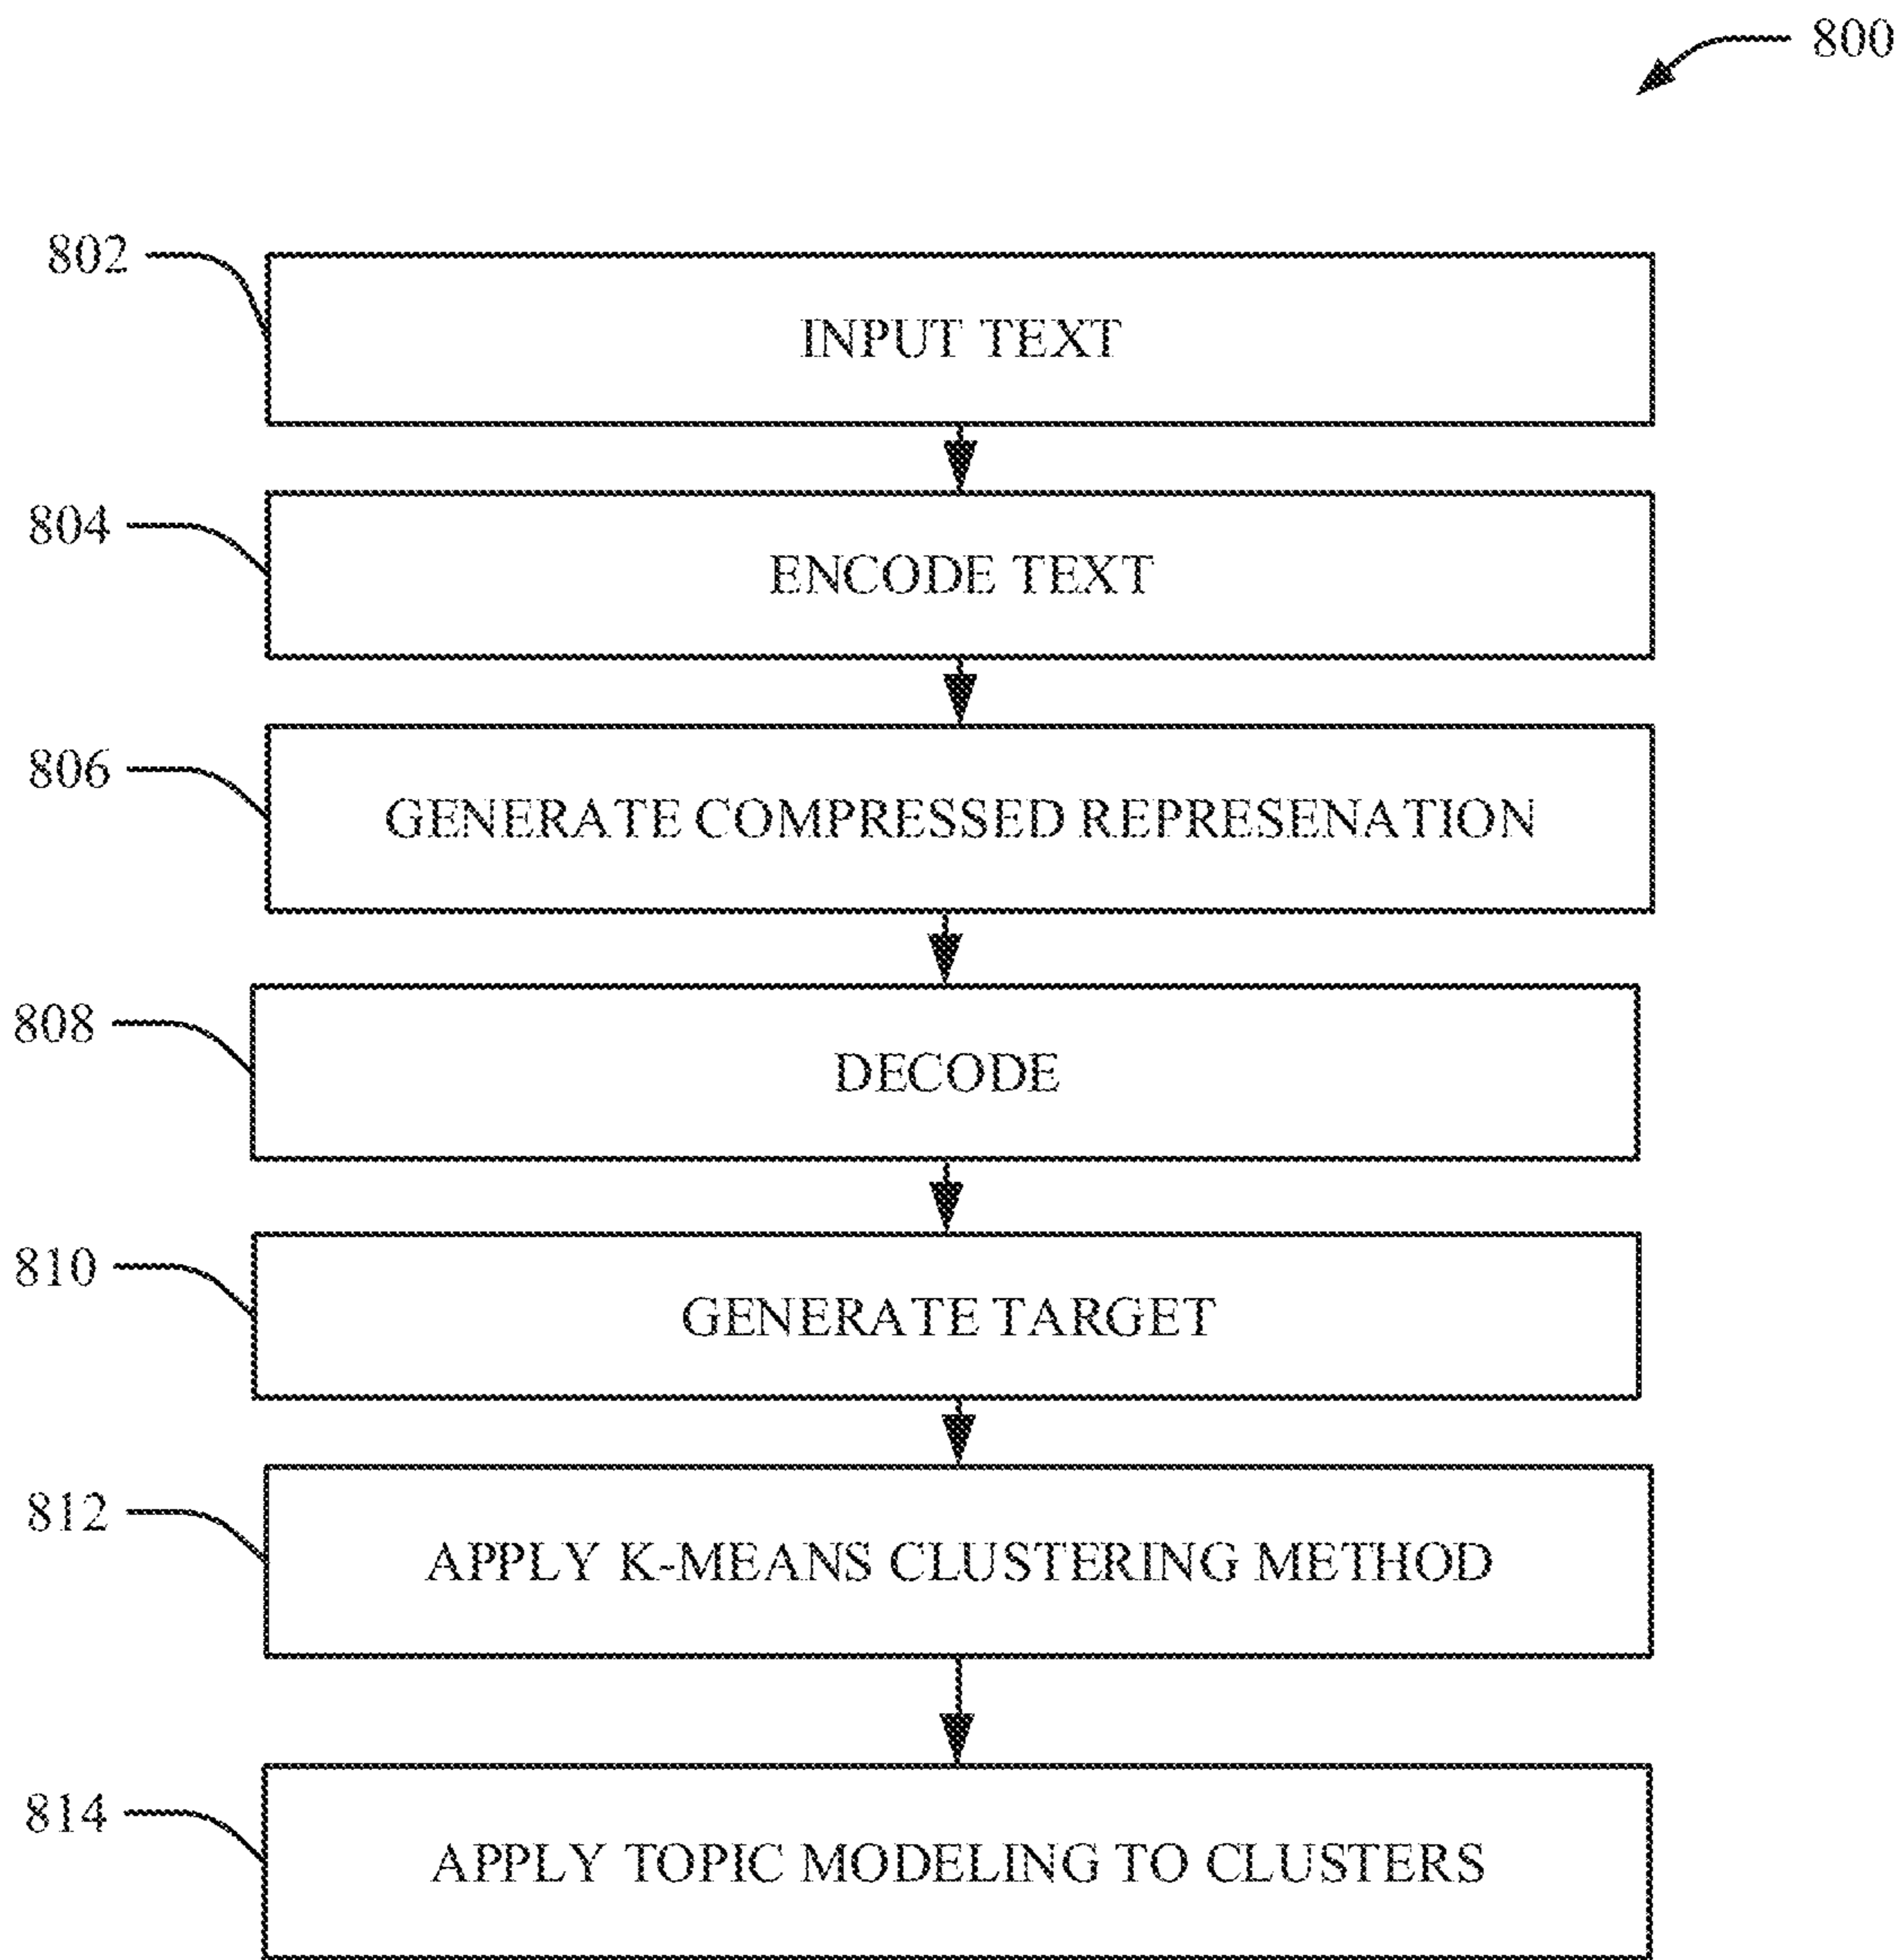 800
802
INPUT TEXT
804
ENCODE TEXT
806
GENERATE COMPRESSED REPRESENATION
808
DECODE
810
GENERATE TARGET
812
APPLY K-MEANS CLUSTERING METHOD
814
APPLY TOPIC MODELING TO CLUSTERS